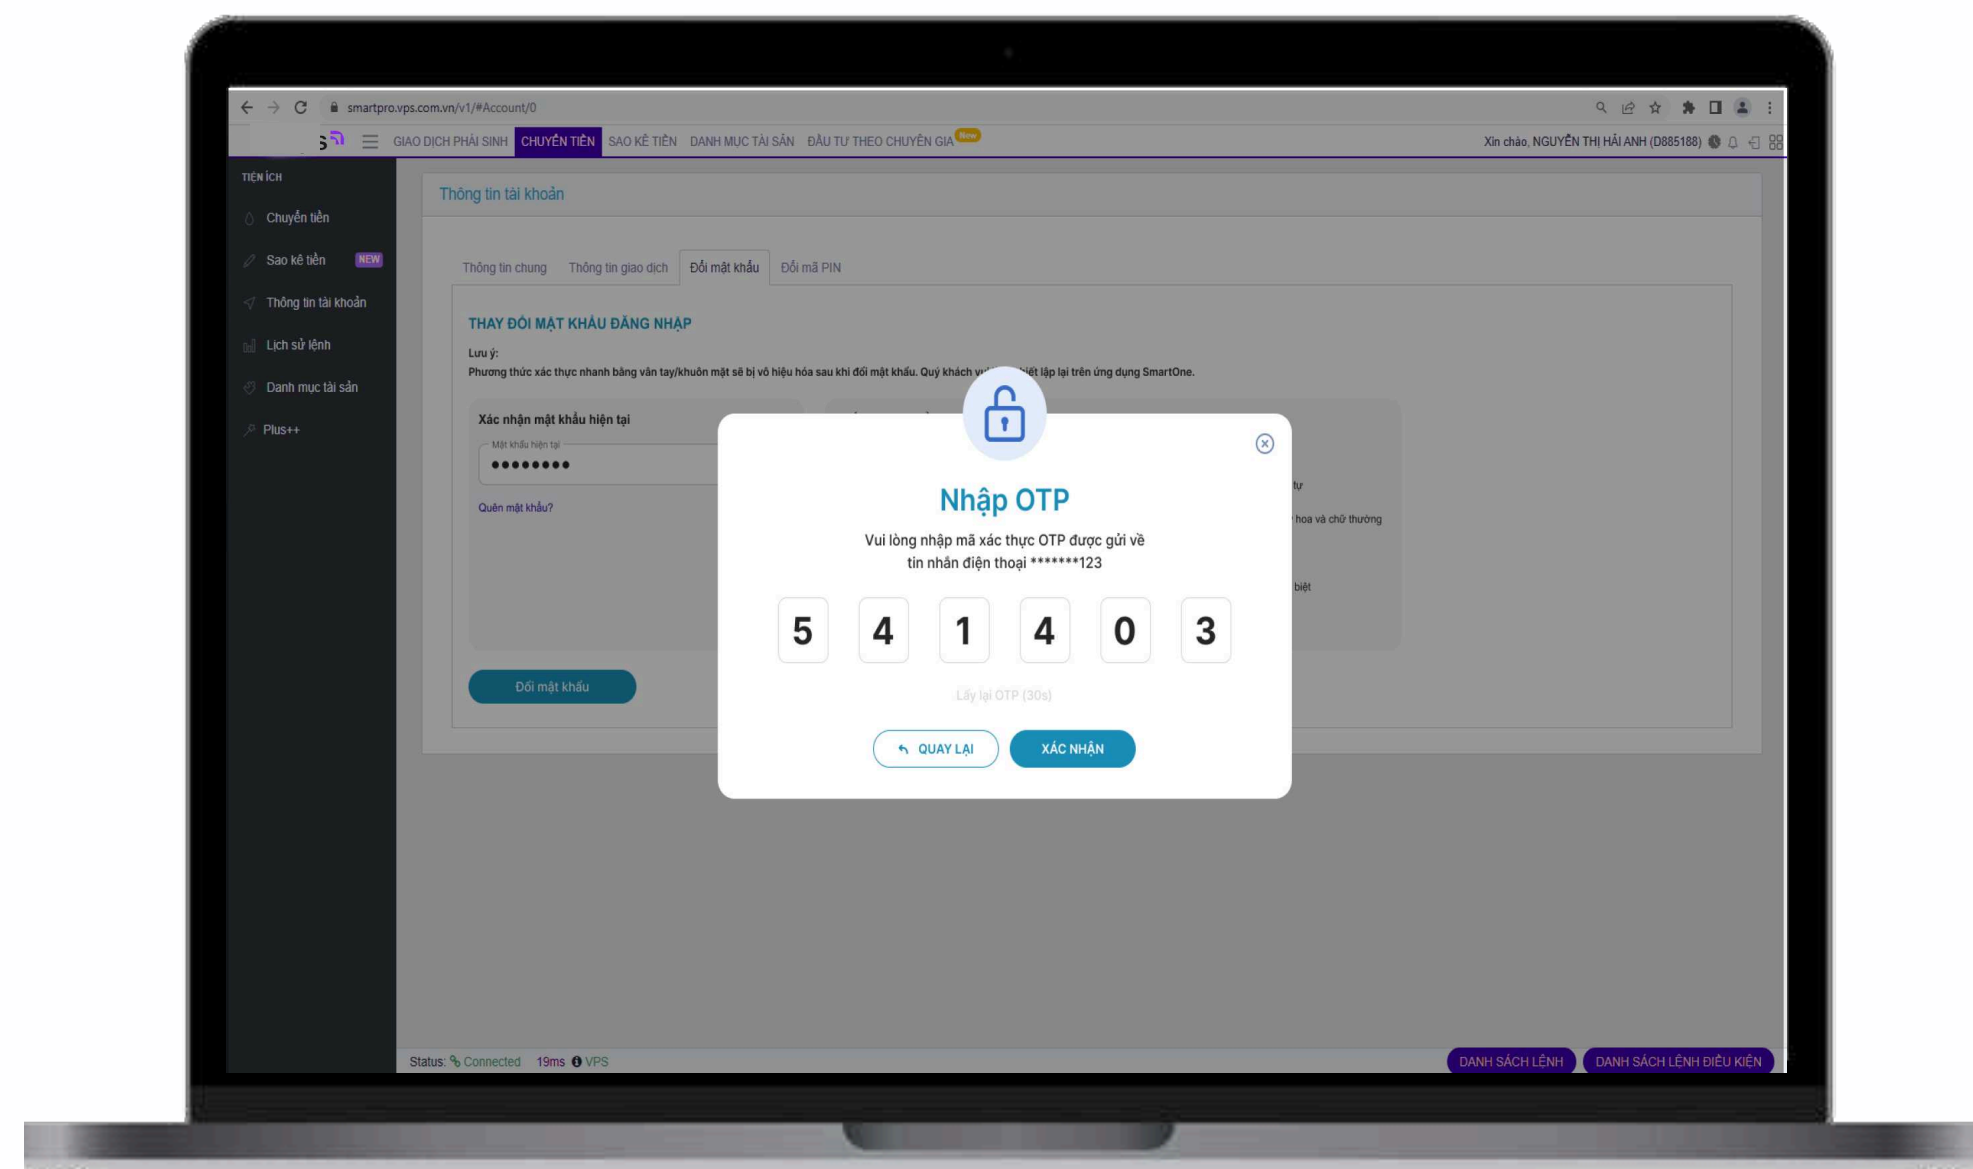 smartpro.vps.com.vn/v1/#Account/0
GIAO DỊCH PHÁI SINH CHUYỂN TIỀN SAO KÊ TIỀN DANH MỤC TÀI SẢN ĐẦU TƯ THEO CHUYÊN GIA New Xin chào, NGUYỄN THỊ HẢI ANH (D885188)
TIỆN ÍCH
Chuyển tiền
Sao kê tiền NEW
Thông tin tài khoản
Lịch sử lệnh
Danh mục tài sản
Plus++
Thông tin tài khoản
Thông tin chung Thông tin giao dịch Đổi mật khẩu Đổi mã PIN
THAY ĐỔI MẬT KHẨU ĐĂNG NHẬP
Lưu ý:
Phương thức xác thực nhanh bằng vân tay/khuôn mặt sẽ bị vô hiệu hóa sau khi đổi mật khẩu. Quý khách lập lại trên ứng dụng SmartOne.
Xác nhận mật khẩu hiện tại
Mật khẩu hiện tại
Quên mật khẩu?
tự
hoa và chữ thường
biệt
Đổi mật khẩu
Nhập OTP
Vui lòng nhập mã xác thực OTP được gửi về
tin nhắn điện thoại *******123
5 4 1 4 0 3
Lấy lại OTP (30s)
QUAY LẠI XÁC NHẬN
Status: Connected 19ms VPS
DANH SÁCH LỆNH DANH SÁCH LỆNH ĐIỀU KIỆN